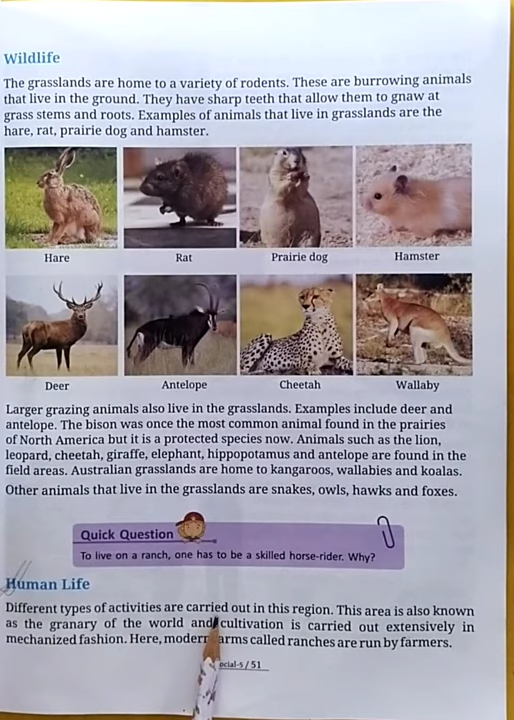 Wildlife
The grasslands are home to a variety of rodents. These are burrowing animals
that live in the ground. They have sharp teeth that allow them to gnaw at
grass stems and roots. Examples of animals that live in grasslands are the
hare, rat, prairie dog and hamster.
Hare Rat Prairie dog Hamster
Deer Antelope Cheetah Wallaby
Larger grazing animals also live in the grasslands. Examples include deer and
antelope. The bison was once the most common animal found in the prairies
of North America but it is a protected species now. Animals such as the lion,
leopard, cheetah, giraffe, elephant, hippopotamus and antelope are found in the
field areas. Australian grasslands are home to kangaroos, wallabies and koalas.
Other animals that live in the grasslands are snakes, owls, hawks and foxes.
Quick Question
To live on a ranch, one has to be a skilled horse-rider. Why?
Human Life
Different types of activities are carried out in this region. This area is also known
as the granary of the world and cultivation is carried out extensively in
mechanized fashion. Here, modern arms called ranches are run by farmers.
ocial-5 / 51